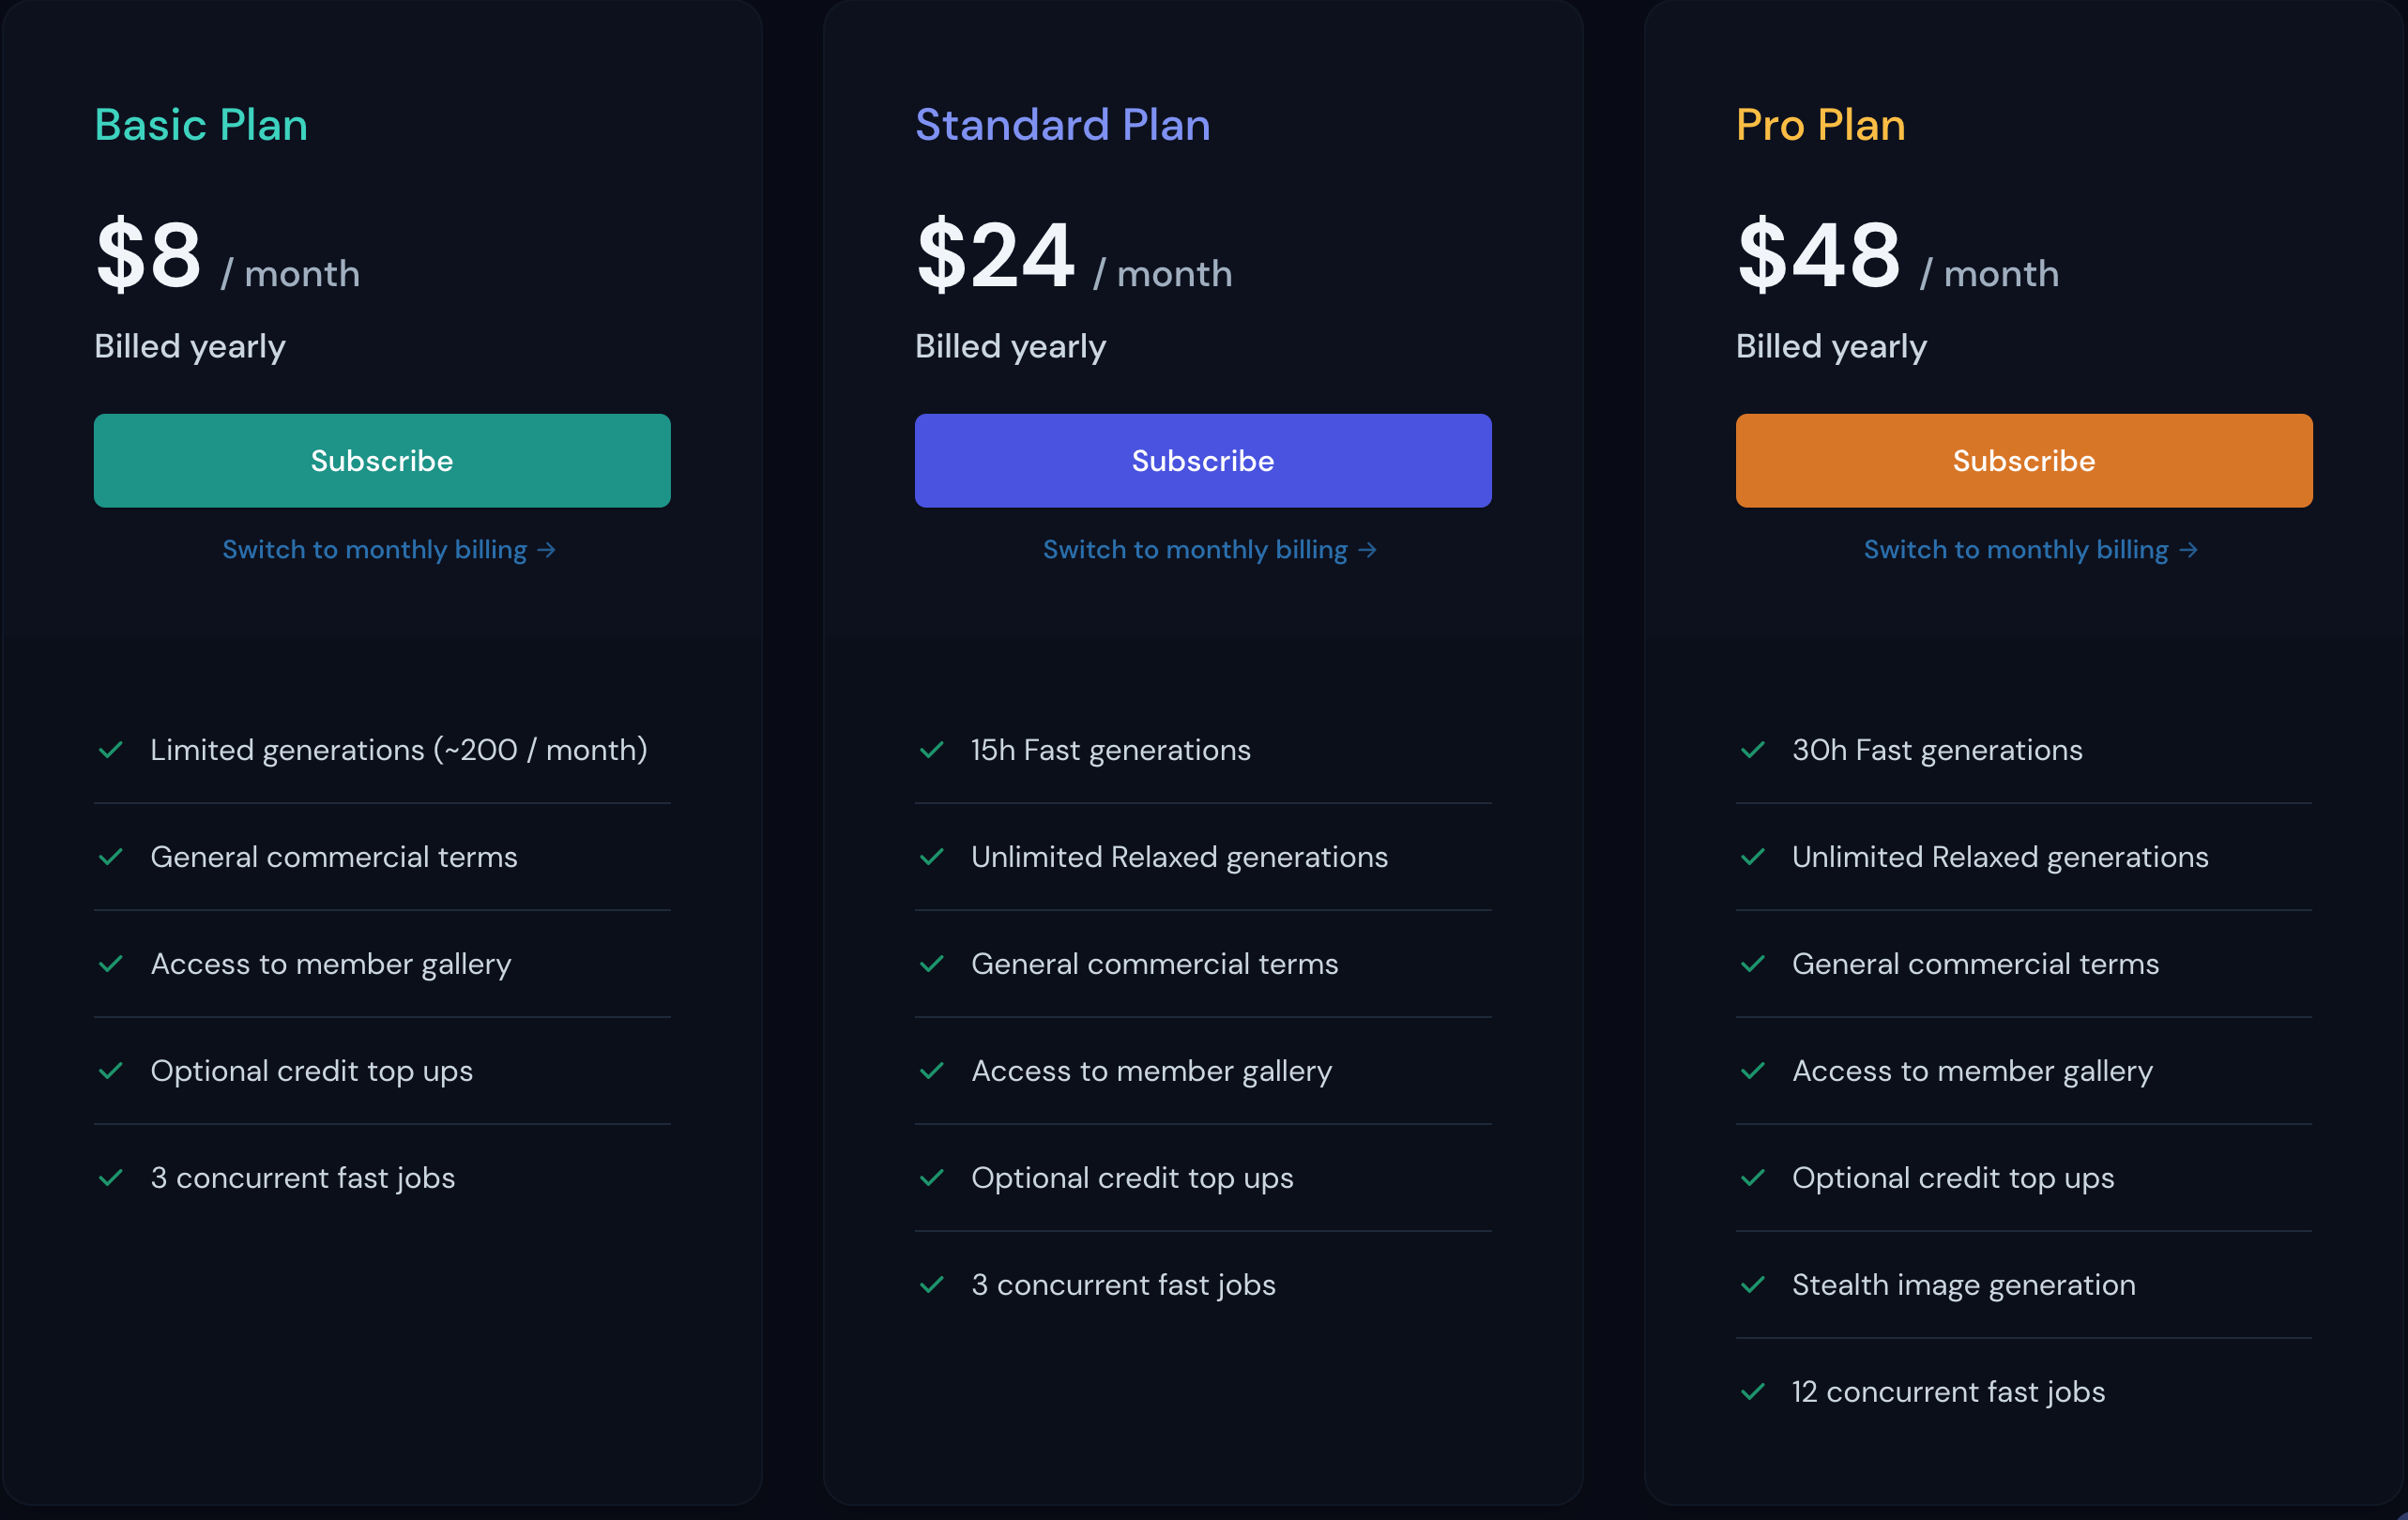 Basic Plan
$8 / month
Billed yearly
Subscribe
Switch to monthly billing →
Limited generations (~200 / month)
General commercial terms
Access to member gallery
Optional credit top ups
3 concurrent fast jobs
Standard Plan
$24 / month
Billed yearly
Subscribe
Switch to monthly billing →
15h Fast generations
Unlimited Relaxed generations
General commercial terms
Access to member gallery
Optional credit top ups
3 concurrent fast jobs
Pro Plan
$48 / month
Billed yearly
Subscribe
Switch to monthly billing →
30h Fast generations
Unlimited Relaxed generations
General commercial terms
Access to member gallery
Optional credit top ups
Stealth image generation
12 concurrent fast jobs